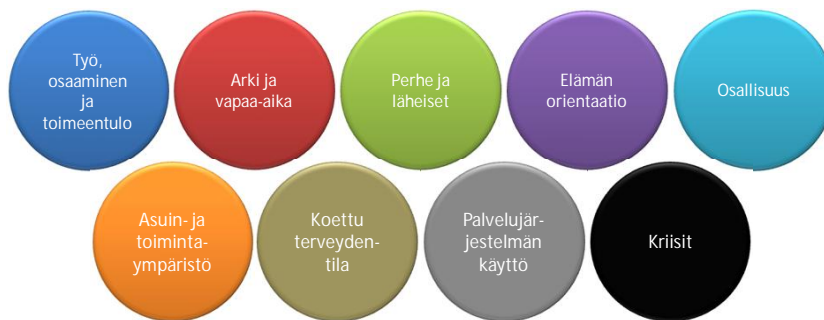 Työ,
osaaminen
ja
toimeentulo
Arki ja
vapaa-aika
Perhe ja
läheiset
Elämän
orientaatio
Osallisuus
Asuin- ja
toiminta-
ympäristö
Koettu
terveyden-
tila
Palvelujär-
jestelmän
käyttö
Kriisit